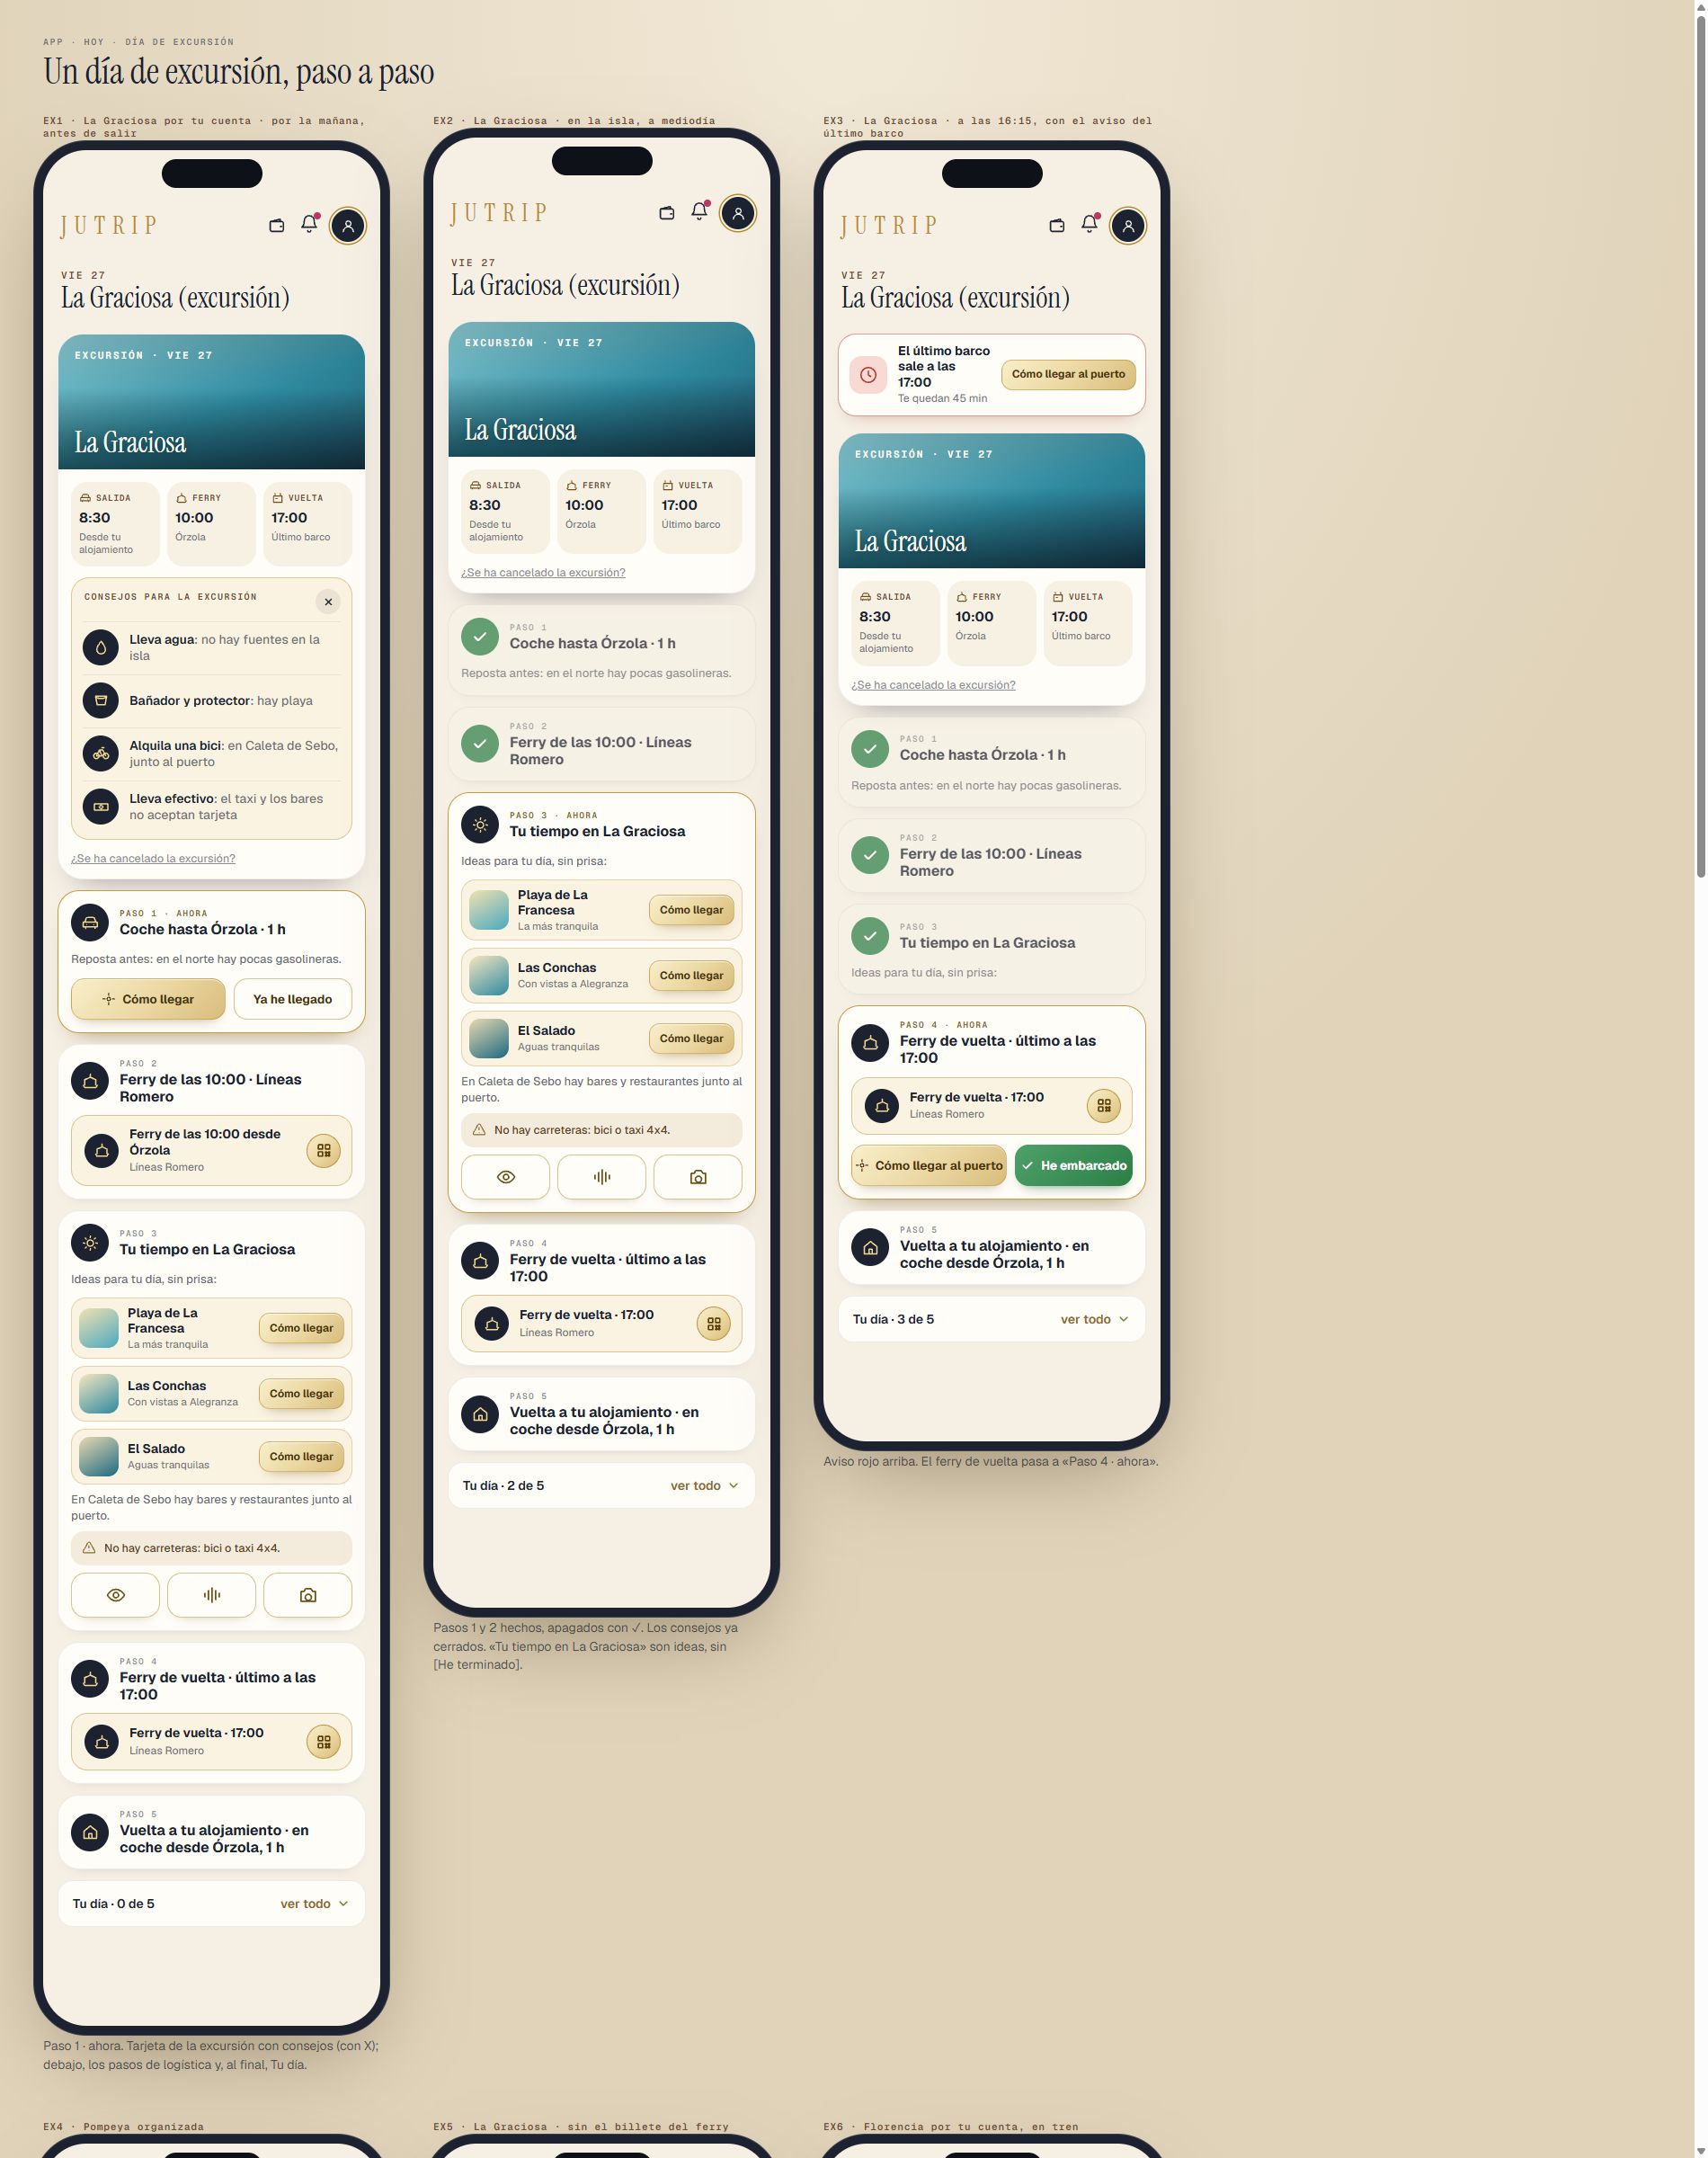 APP · HOY · DÍA DE EXCURSIÓN
Un día de excursión, paso a paso
EX1 · La Graciosa por tu cuenta · por la mañana,
antes de salir
JUTRIP
VIE 27
La Graciosa (excursión)
EXCURSIÓN · VIE 27
La Graciosa
SALIDA
8:30
Desde tu
alojamiento
FERRY
10:00
Órzola
VUELTA
17:00
Último barco
CONSEJOS PARA LA EXCURSIÓN
Lleva agua: no hay fuentes en la
isla
Bañador y protector: hay playa
Alquila una bici: en Caleta de Sebo,
junto al puerto
Lleva efectivo: el taxi y los bares
no aceptan tarjeta
¿Se ha cancelado la excursión?
PASO 1 · AHORA
Coche hasta Órzola · 1 h
Reposta antes: en el norte hay pocas gasolineras.
Cómo llegar
Ya he llegado
PASO 2
Ferry de las 10:00 · Líneas
Romero
Ferry de las 10:00 desde
Órzola
Líneas Romero
PASO 3
Tu tiempo en La Graciosa
Ideas para tu día, sin prisa:
Playa de La
Francesa
La más tranquila
Cómo llegar
Las Conchas
Con vistas a Alegranza
Cómo llegar
El Salado
Aguas tranquilas
Cómo llegar
En Caleta de Sebo hay bares y restaurantes junto al
puerto.
No hay carreteras: bici o taxi 4x4.
PASO 4
Ferry de vuelta · último a las
17:00
Ferry de vuelta · 17:00
Líneas Romero
PASO 5
Vuelta a tu alojamiento · en
coche desde Órzola, 1 h
Tu día · 0 de 5
ver todo
Paso 1 · ahora. Tarjeta de la excursión con consejos (con X);
debajo, los pasos de logística y, al final, Tu día.
EX2 · La Graciosa · en la isla, a mediodía
JUTRIP
VIE 27
La Graciosa (excursión)
EXCURSIÓN · VIE 27
La Graciosa
SALIDA
8:30
Desde tu
alojamiento
FERRY
10:00
Órzola
VUELTA
17:00
Último barco
¿Se ha cancelado la excursión?
PASO 1
Coche hasta Órzola · 1 h
Reposta antes: en el norte hay pocas gasolineras.
PASO 2
Ferry de las 10:00 · Líneas
Romero
PASO 3 · AHORA
Tu tiempo en La Graciosa
Ideas para tu día, sin prisa:
Playa de La
Francesa
La más tranquila
Cómo llegar
Las Conchas
Con vistas a Alegranza
Cómo llegar
El Salado
Aguas tranquilas
Cómo llegar
En Caleta de Sebo hay bares y restaurantes junto al
puerto.
No hay carreteras: bici o taxi 4x4.
PASO 4
Ferry de vuelta · último a las
17:00
Ferry de vuelta · 17:00
Líneas Romero
PASO 5
Vuelta a tu alojamiento · en
coche desde Órzola, 1 h
Tu día · 2 de 5
ver todo
Pasos 1 y 2 hechos, apagados con ✓. Los consejos ya
cerrados. «Tu tiempo en La Graciosa» son ideas, sin
[He terminado].
EX3 · La Graciosa · a las 16:15, con el aviso del
último barco
JUTRIP
VIE 27
La Graciosa (excursión)
El último barco
sale a las
17:00
Te quedan 45 min
Cómo llegar al puerto
EXCURSIÓN · VIE 27
La Graciosa
SALIDA
8:30
Desde tu
alojamiento
FERRY
10:00
Órzola
VUELTA
17:00
Último barco
¿Se ha cancelado la excursión?
PASO 1
Coche hasta Órzola · 1 h
Reposta antes: en el norte hay pocas gasolineras.
PASO 2
Ferry de las 10:00 · Líneas
Romero
PASO 3
Tu tiempo en La Graciosa
Ideas para tu día, sin prisa:
PASO 4 · AHORA
Ferry de vuelta · último a las
17:00
Ferry de vuelta · 17:00
Líneas Romero
Cómo llegar al puerto
He embarcado
PASO 5
Vuelta a tu alojamiento · en
coche desde Órzola, 1 h
Tu día · 3 de 5
ver todo
Aviso rojo arriba. El ferry de vuelta pasa a «Paso 4 · ahora».
EX4 · Pompeya organizada
EX5 · La Graciosa · sin el billete del ferry
EX6 · Florencia por tu cuenta, en tren